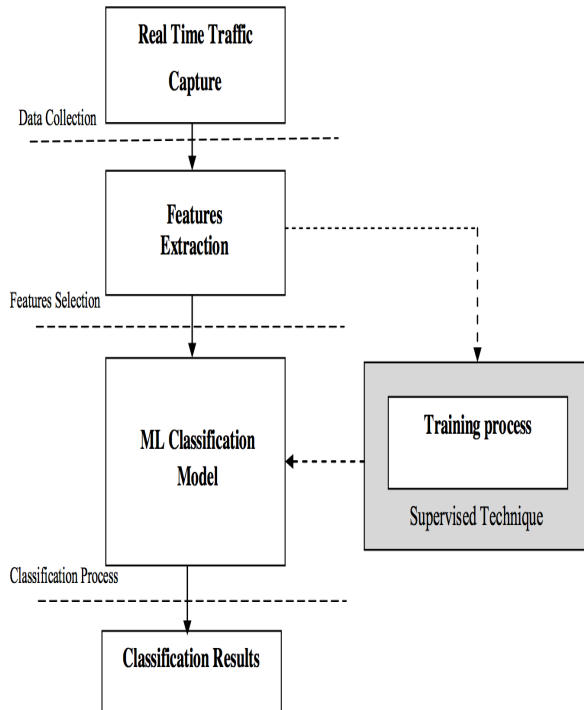 Real Time Traffic
Capture
Data Collection
Features
Extraction
Features Selection
ML Classification
Model
Training process
Supervised Technique
Classification Process
Classification Results